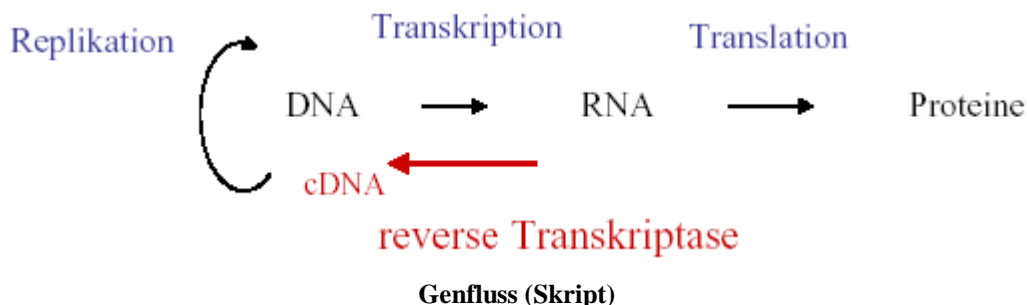 Replikation Transkription Translation
DNA RNA Proteine
cDNA
reverse Transkriptase
Genfluss (Skript)